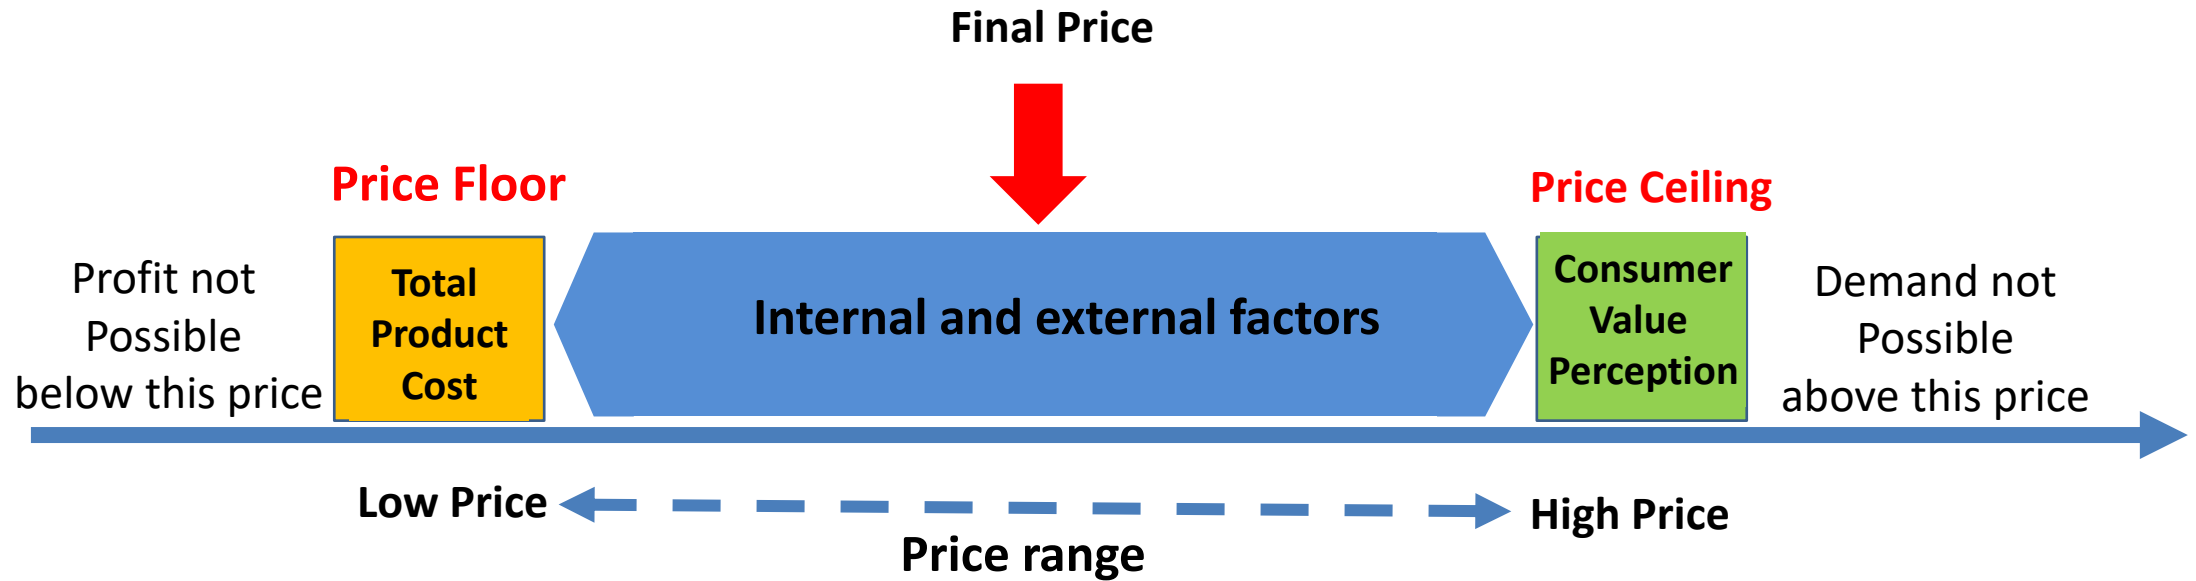 Final Price
Price Floor
Price Ceiling
Profit not
Possible
below this price
Total
Product
Cost
Internal and external factors
Consumer
Value
Perception
Demand not
Possible
above this price
Low Price
High Price
Price range